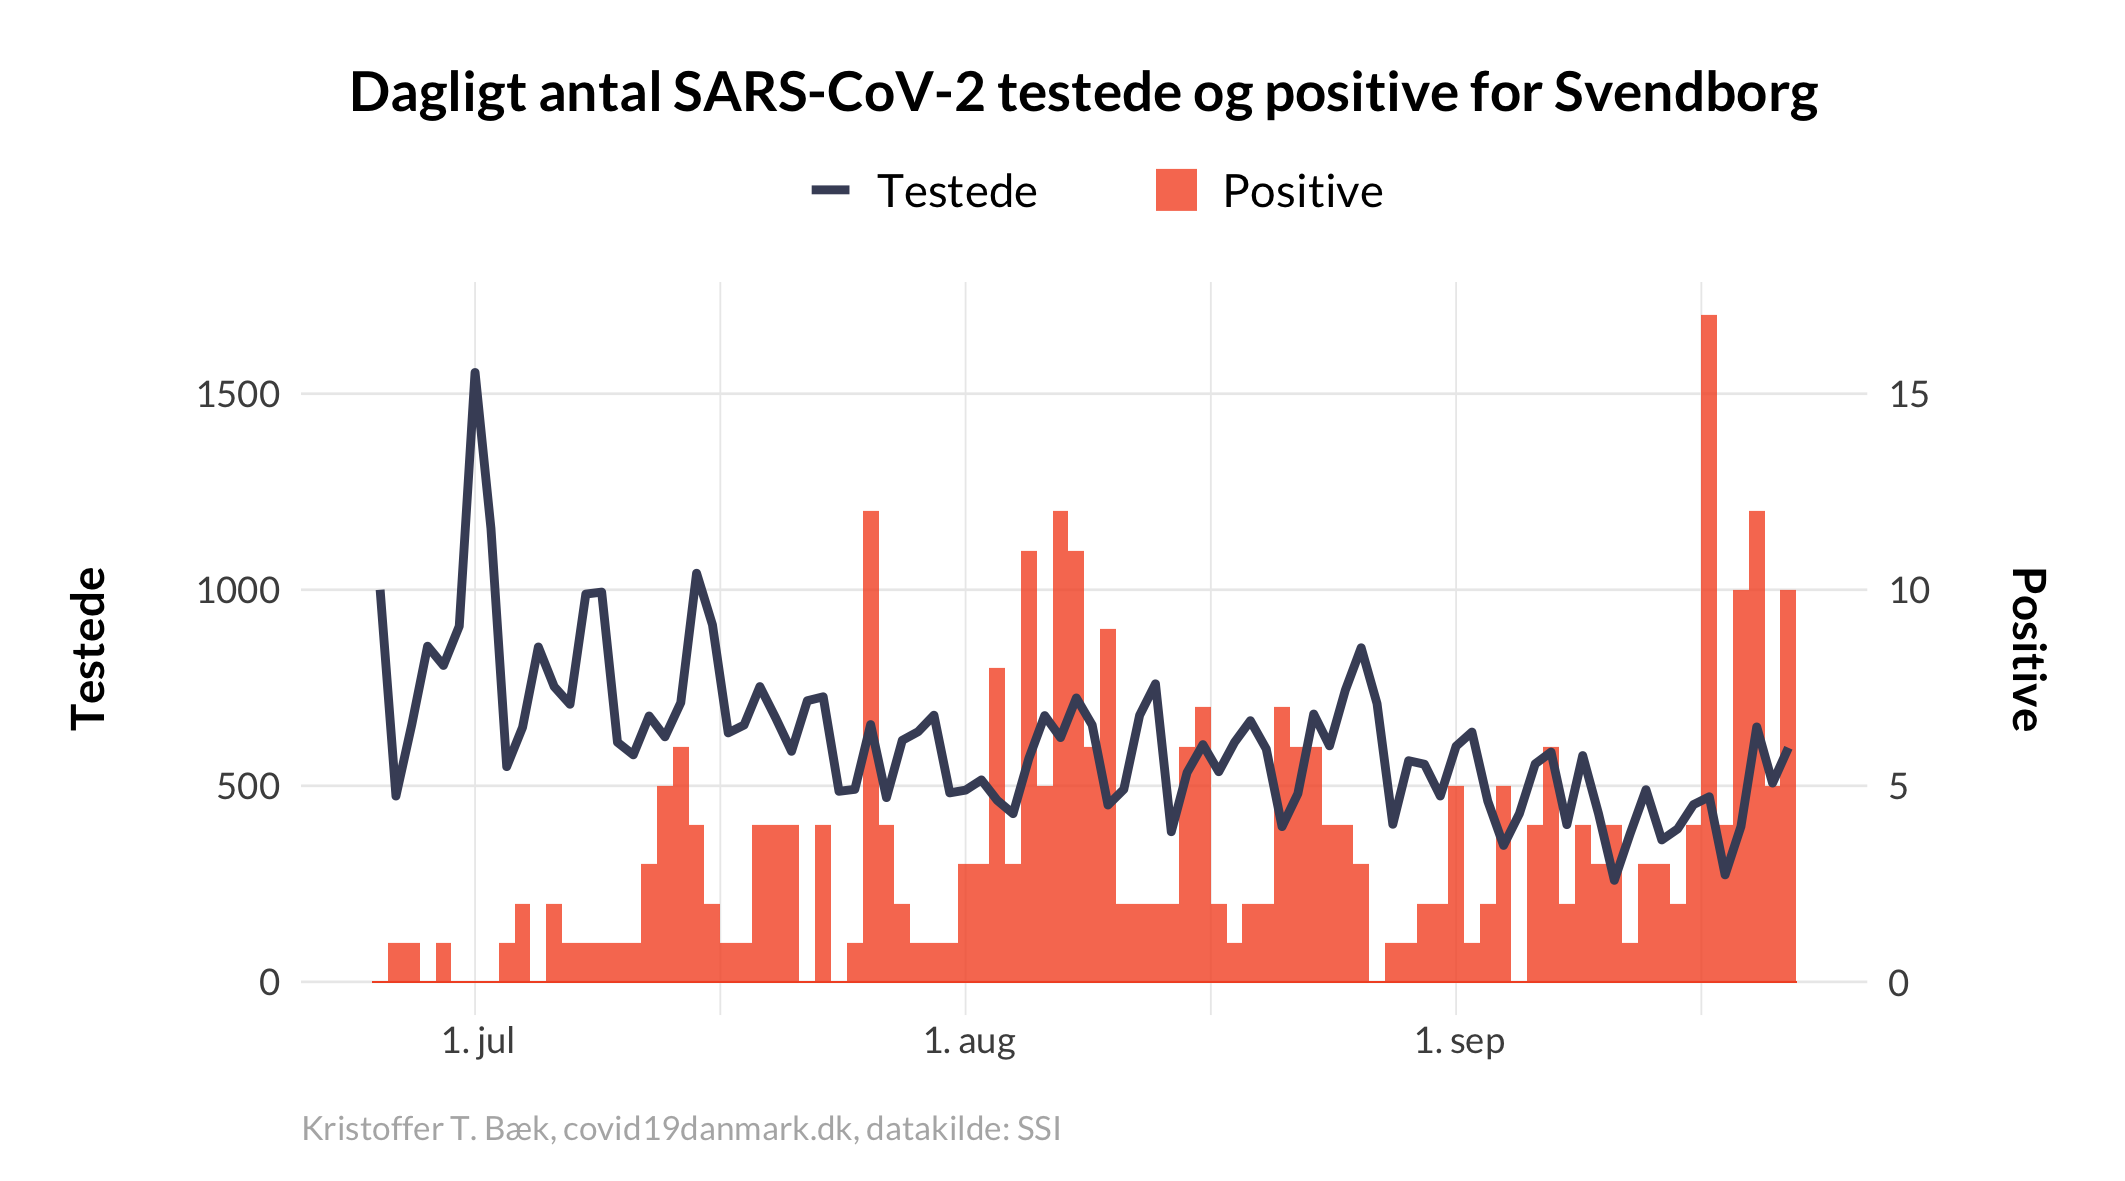 Dagligt antal SARS-CoV-2 testede og positive for Svendborg
Testede
Positive
1500
1000
500
0
15
10
5
0
Testede
Positive
1. jul
1. aug
1. sep
Kristoffer T. Bæk, covid19danmark.dk, datakilde: SSI